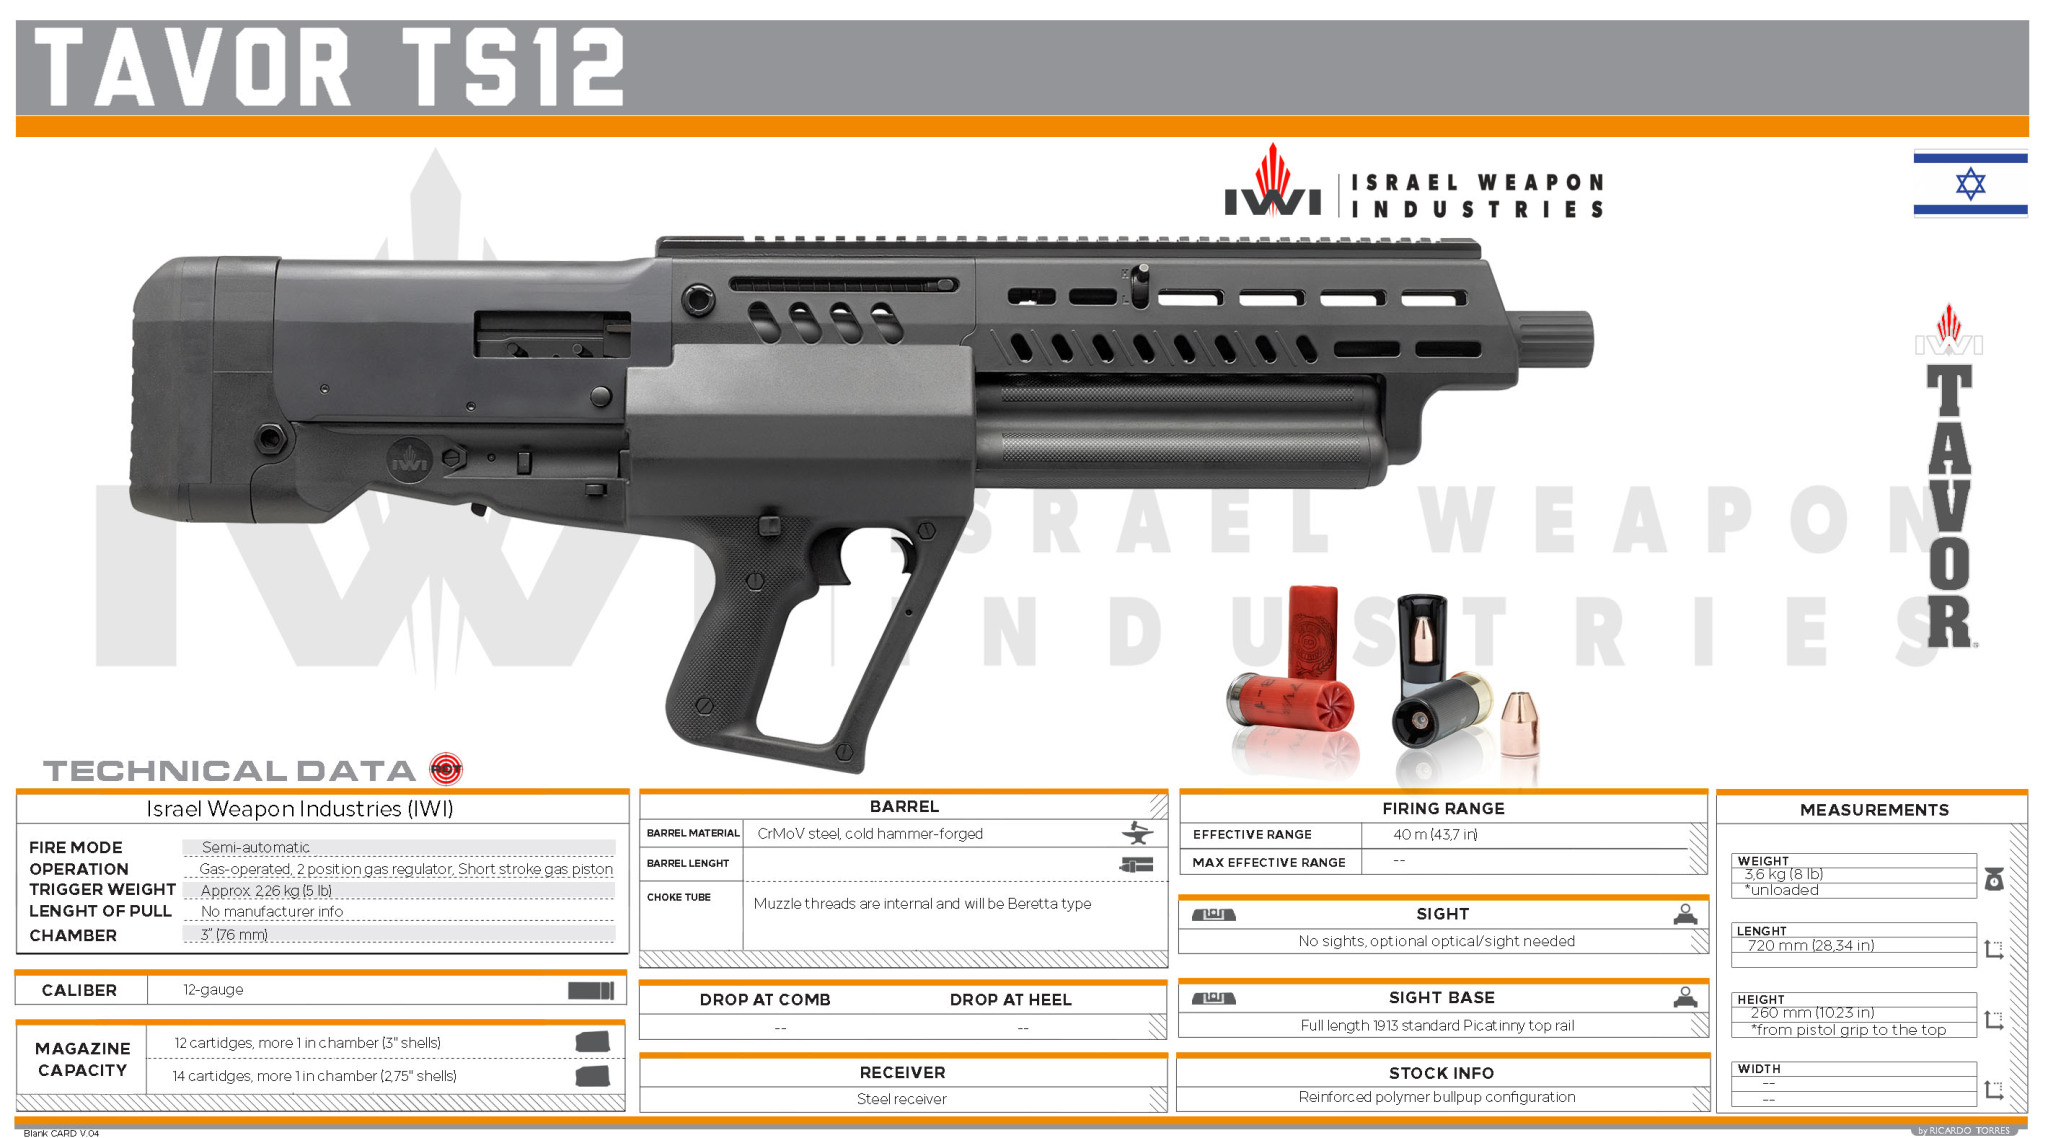 TAVOR TS12
IWI
ISRAEL WEAPON
INDUSTRIES
IWI
TAVOR
IWI
ISRAEL WEAPON
INDUSTRIES
TECHNICAL DATA
Israel Weapon Industries (IWI)
FIRE MODE Semi-automatic
OPERATION Gas-operated, 2 position gas regulator, Short stroke gas piston
TRIGGER WEIGHT Approx. 2,26 kg (5 lb)
LENGHT OF PULL No manufacturer info
CHAMBER 3" (76 mm)
CALIBER 12-gauge
MAGAZINE
CAPACITY
12 cartidges, more 1 in chamber (3" shells)
14 cartidges, more 1 in chamber (2,75" shells)
BARREL
BARREL MATERIAL CrMoV steel, cold hammer-forged
BARREL LENGHT
CHOKE TUBE Muzzle threads are internal and will be Beretta type
DROP AT COMB DROP AT HEEL
-- --
RECEIVER
Steel receiver
FIRING RANGE
EFFECTIVE RANGE 40 m (43,7 in)
MAX EFFECTIVE RANGE --
SIGHT
No sights, optional optical/sight needed
SIGHT BASE
Full length 1913 standard Picatinny top rail
STOCK INFO
Reinforced polymer bullpup configuration
MEASUREMENTS
WEIGHT
3,6 kg (8 lb)
*unloaded
LENGHT
720 mm (28,34 in)
HEIGHT
260 mm (10.23 in)
*from pistol grip to the top
WIDTH
--
--
Blank CARD V.04
by RICARDO TORRES